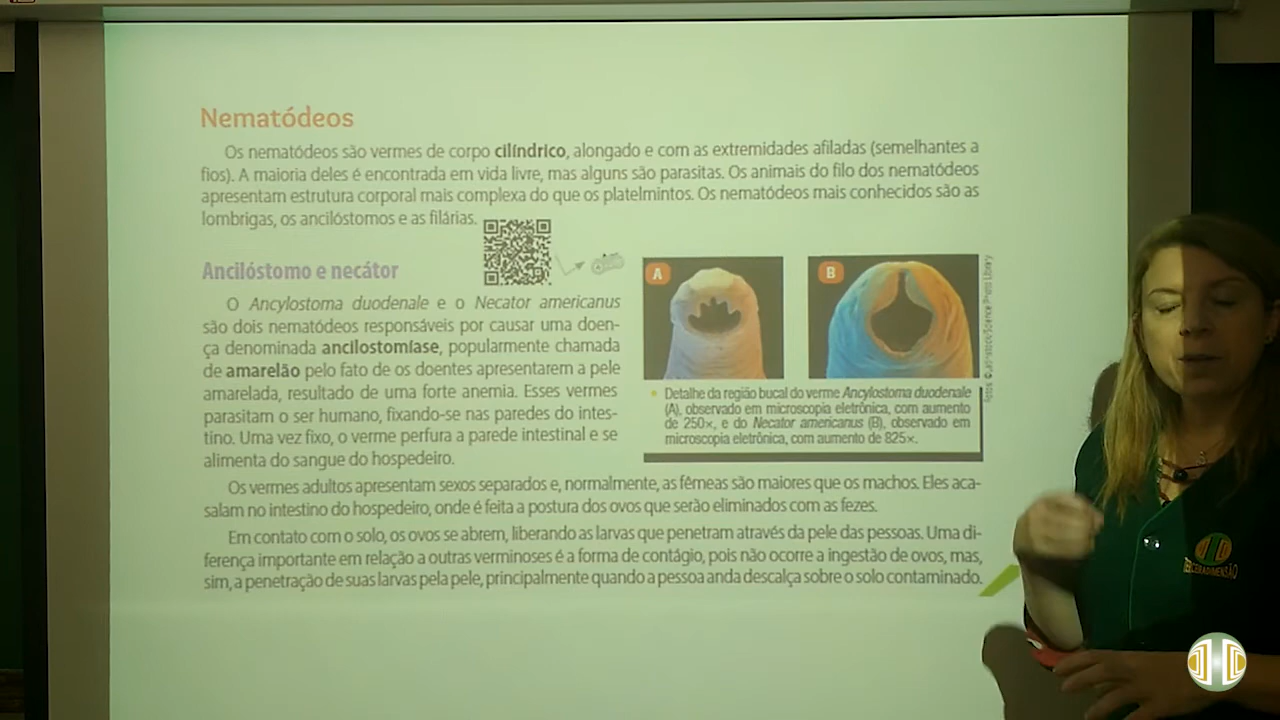 Nematódeos
Os nematódeos são vermes de corpo cilíndrico, alongado e com as extremidades afiladas (semelhantes a
fios). A maioria deles é encontrada em vida livre, mas alguns são parasitas. Os animais do filo dos nematódeos
apresentam estrutura corporal mais complexa do que os platelmintos. Os nematódeos mais conhecidos são as
lombrigas, os ancilóstomos e as filárias.
Ancilóstomo e necátor
O Ancylostoma duodenale e o Necator americanus
são dois nematódeos responsáveis por causar uma doen-
ça denominada ancilostomíase, popularmente chamada
de amarelão pelo fato de os doentes apresentarem a pele
amarelada, resultado de uma forte anemia. Esses vermes
parasitam o ser humano, fixando-se nas paredes do intes-
tino. Uma vez fixo, o verme perfura a parede intestinal e se
alimenta do sangue do hospedeiro.
A
B
Fotos: ©Latinstock/Science Photo Library
Detalhe da região bucal do verme Ancylostoma duodenale
(A), observado em microscopia eletrônica, com aumento
de 250×, e do Necator americanus (B), observado em
microscopia eletrônica, com aumento de 825×.
Os vermes adultos apresentam sexos separados e, normalmente, as fêmeas são maiores que os machos. Eles aca-
salam no intestino do hospedeiro, onde é feita a postura dos ovos que serão eliminados com as fezes.
Em contato com o solo, os ovos se abrem, liberando as larvas que penetram através da pele das pessoas. Uma di-
ferença importante em relação a outras verminoses é a forma de contágio, pois não ocorre a ingestão de ovos, mas,
sim, a penetração de suas larvas pela pele, principalmente quando a pessoa anda descalça sobre o solo contaminado.
TERCEIRA DIMENSÃO